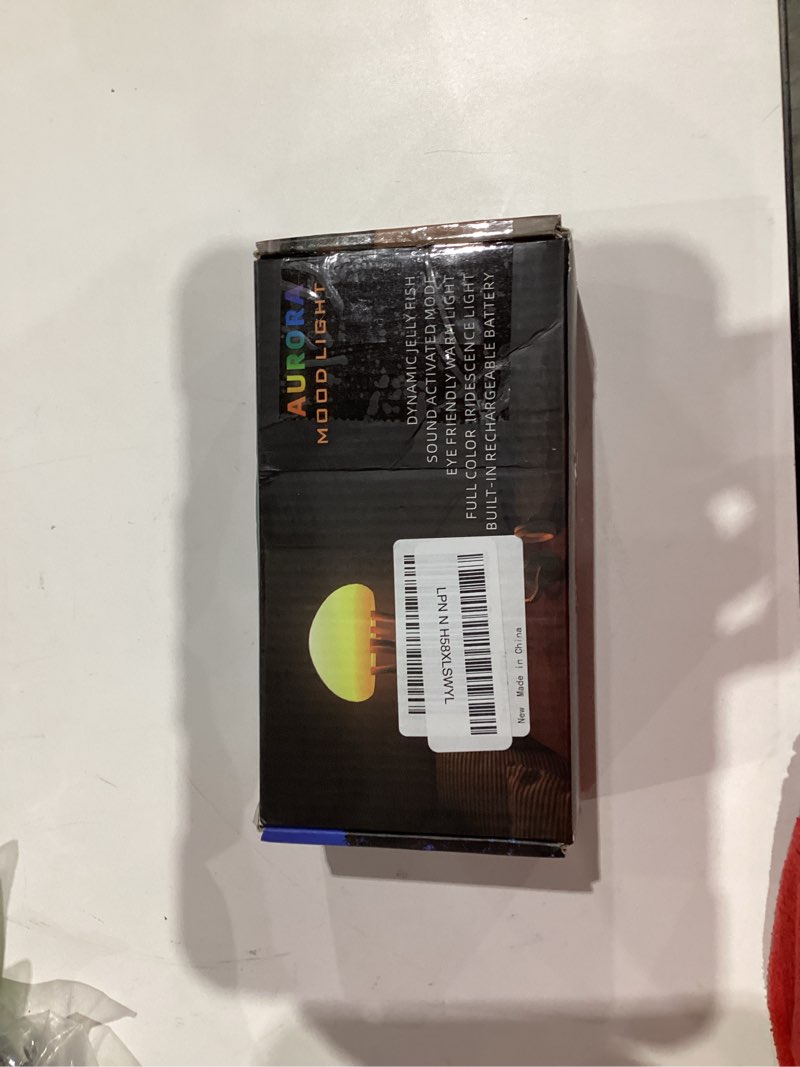 AURORA
MOOD LIGHT
DYNAMIC JELLY FISH
SOUND ACTIVATED MODE
EYE FRIENDLY WARM LIGHT
FULL COLOR IRIDESCENCE LIGHT
BUILT-IN RECHARGEABLE BATTERY
LPN N H58XLSWYL
New Made in China